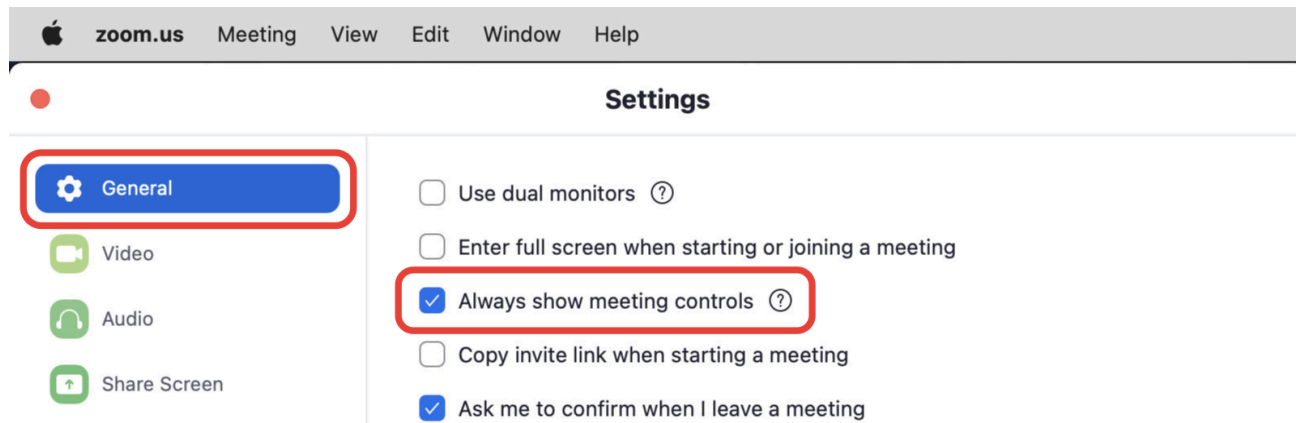 zoom.us Meeting View Edit Window Help
Settings
General
Video
Audio
Share Screen
Use dual monitors ?
Enter full screen when starting or joining a meeting
Always show meeting controls ?
Copy invite link when starting a meeting
Ask me to confirm when I leave a meeting